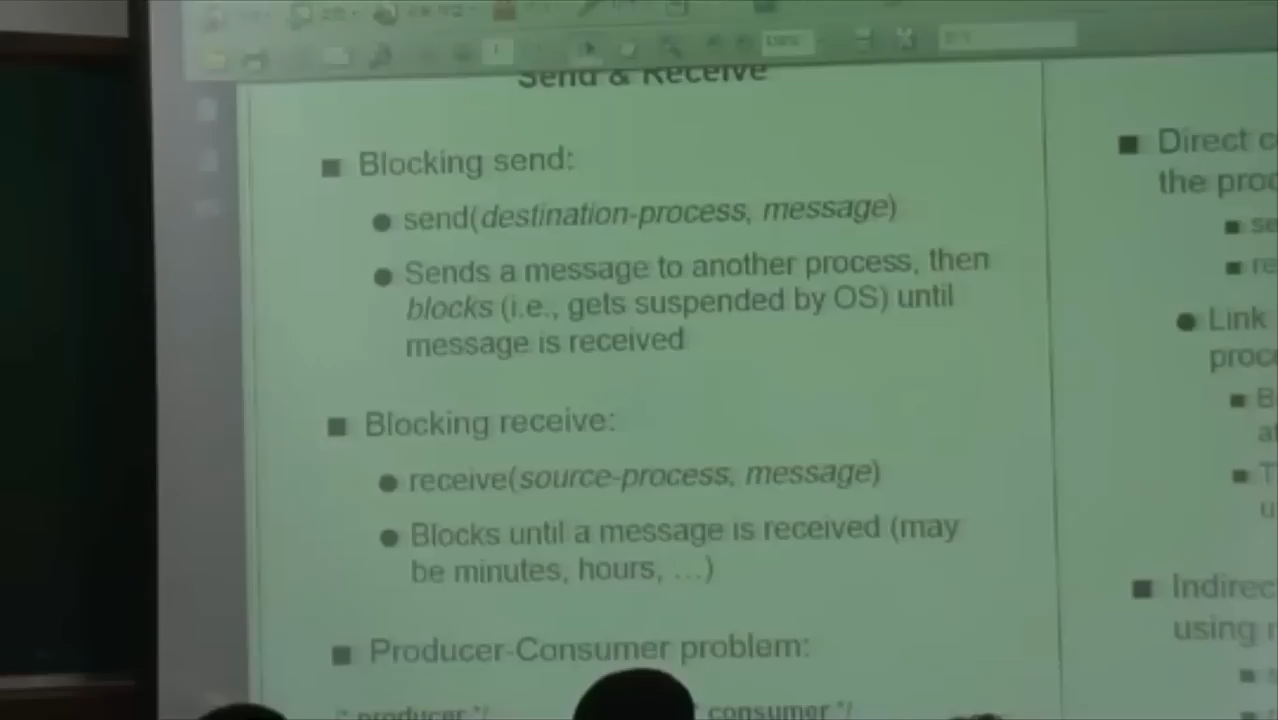 Send & Receive
■ Blocking send:
● send(destination-process, message)
● Sends a message to another process, then
blocks (i.e., gets suspended by OS) until
message is received
■ Blocking receive:
● receive(source-process, message)
● Blocks until a message is received (may
be minutes, hours, …)
■ Producer-Consumer problem:
/* producer */
consumer */
■ Direct
the
■ se
■ re
● Link
■ B
■ T
■ Indirec
using